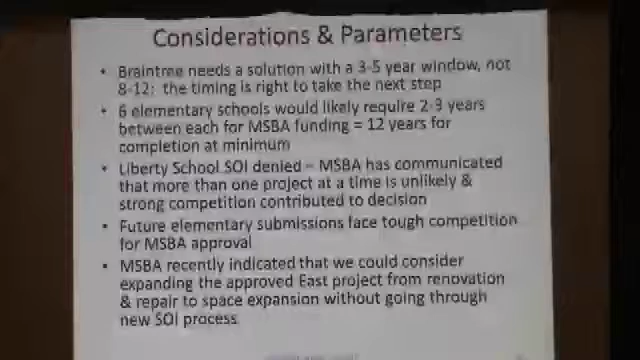 Considerations & Parameters
• Braintree needs a solution with a 3-5 year window, not
8-12: the timing is right to take the next step
• 6 elementary schools would likely require 2-3 years
between each for MSBA funding = 12 years for
completion at minimum
• Liberty School SOI denied – MSBA has communicated
that more than one project at a time is unlikely &
strong competition contributed to decision
• Future elementary submissions face tough competition
for MSBA approval
• MSBA recently indicated that we could consider
expanding the approved East project from renovation
& repair to space expansion without going through
new SOI process